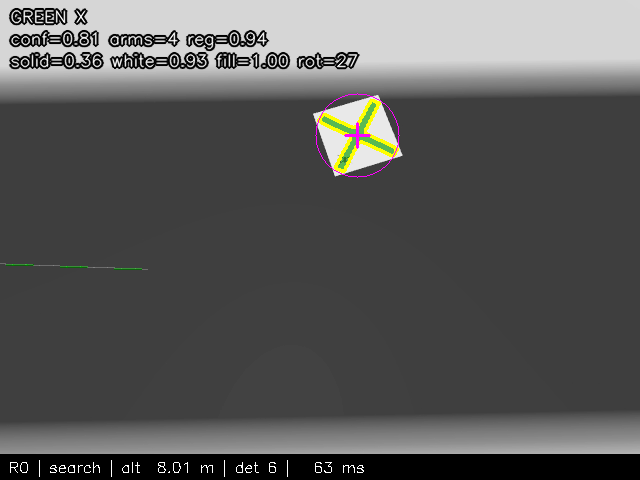 GREEN X
conf=0.81 arms=4 reg=0.94
solid=0.36 white=0.93 fill=1.00 rot=27
R0 | search | alt 8.01 m | det 6 | 63 ms